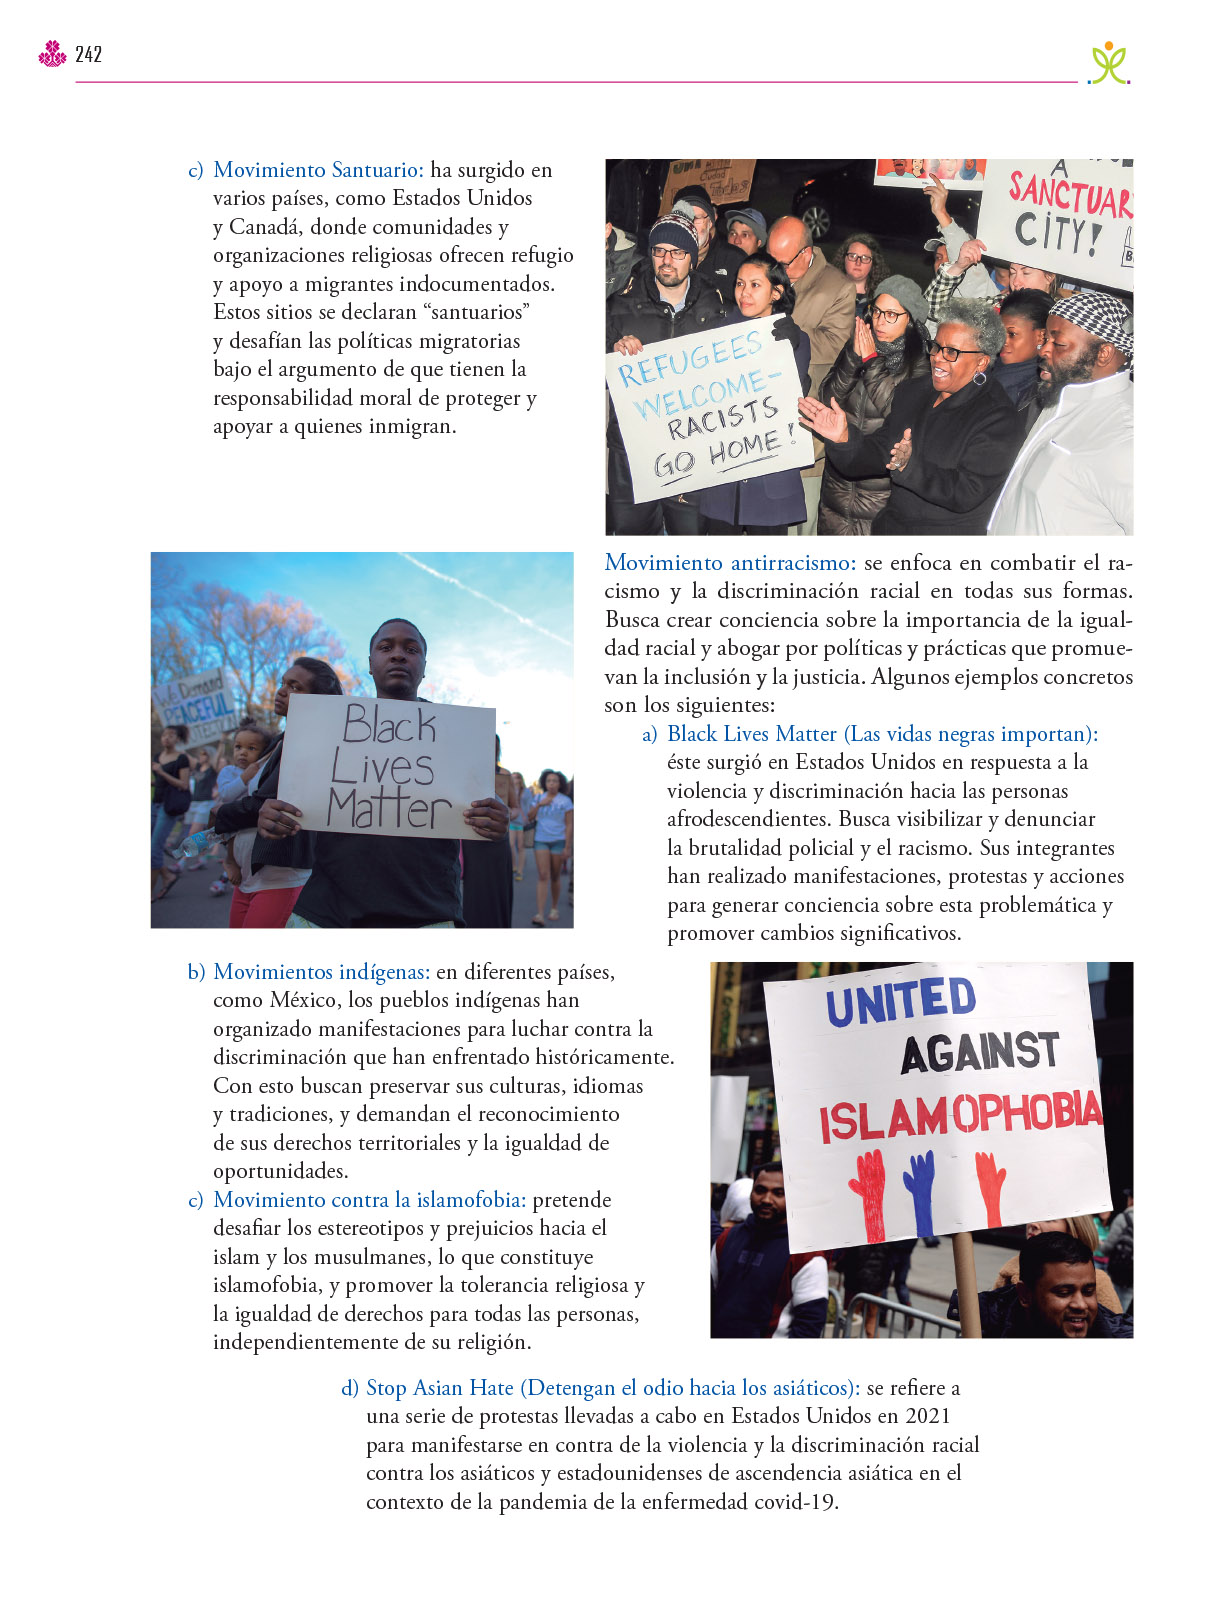 242
c) Movimiento Santuario: ha surgido en
varios países, como Estados Unidos
y Canadá, donde comunidades y
organizaciones religiosas ofrecen refugio
y apoyo a migrantes indocumentados.
Estos sitios se declaran “santuarios”
y desafían las políticas migratorias
bajo el argumento de que tienen la
responsabilidad moral de proteger y
apoyar a quienes inmigran.
A
SANCTUAR
CITY!
REFUGEES
WELCOME-
RACISTS
GO HOME!
Movimiento antirracismo: se enfoca en combatir el ra-
cismo y la discriminación racial en todas sus formas.
Busca crear conciencia sobre la importancia de la igual-
dad racial y abogar por políticas y prácticas que promue-
van la inclusión y la justicia. Algunos ejemplos concretos
son los siguientes:
We Demand
PEACEFUL
Black
Lives
Matter
a) Black Lives Matter (Las vidas negras importan):
éste surgió en Estados Unidos en respuesta a la
violencia y discriminación hacia las personas
afrodescendientes. Busca visibilizar y denunciar
la brutalidad policial y el racismo. Sus integrantes
han realizado manifestaciones, protestas y acciones
para generar conciencia sobre esta problemática y
promover cambios significativos.
b) Movimientos indígenas: en diferentes países,
como México, los pueblos indígenas han
organizado manifestaciones para luchar contra la
discriminación que han enfrentado históricamente.
Con esto buscan preservar sus culturas, idiomas
y tradiciones, y demandan el reconocimiento
de sus derechos territoriales y la igualdad de
oportunidades.
c) Movimiento contra la islamofobia: pretende
desafiar los estereotipos y prejuicios hacia el
islam y los musulmanes, lo que constituye
islamofobia, y promover la tolerancia religiosa y
la igualdad de derechos para todas las personas,
independientemente de su religión.
UNITED
AGAINST
ISLAMOPHOBIA
d) Stop Asian Hate (Detengan el odio hacia los asiáticos): se refiere a
una serie de protestas llevadas a cabo en Estados Unidos en 2021
para manifestarse en contra de la violencia y la discriminación racial
contra los asiáticos y estadounidenses de ascendencia asiática en el
contexto de la pandemia de la enfermedad covid-19.